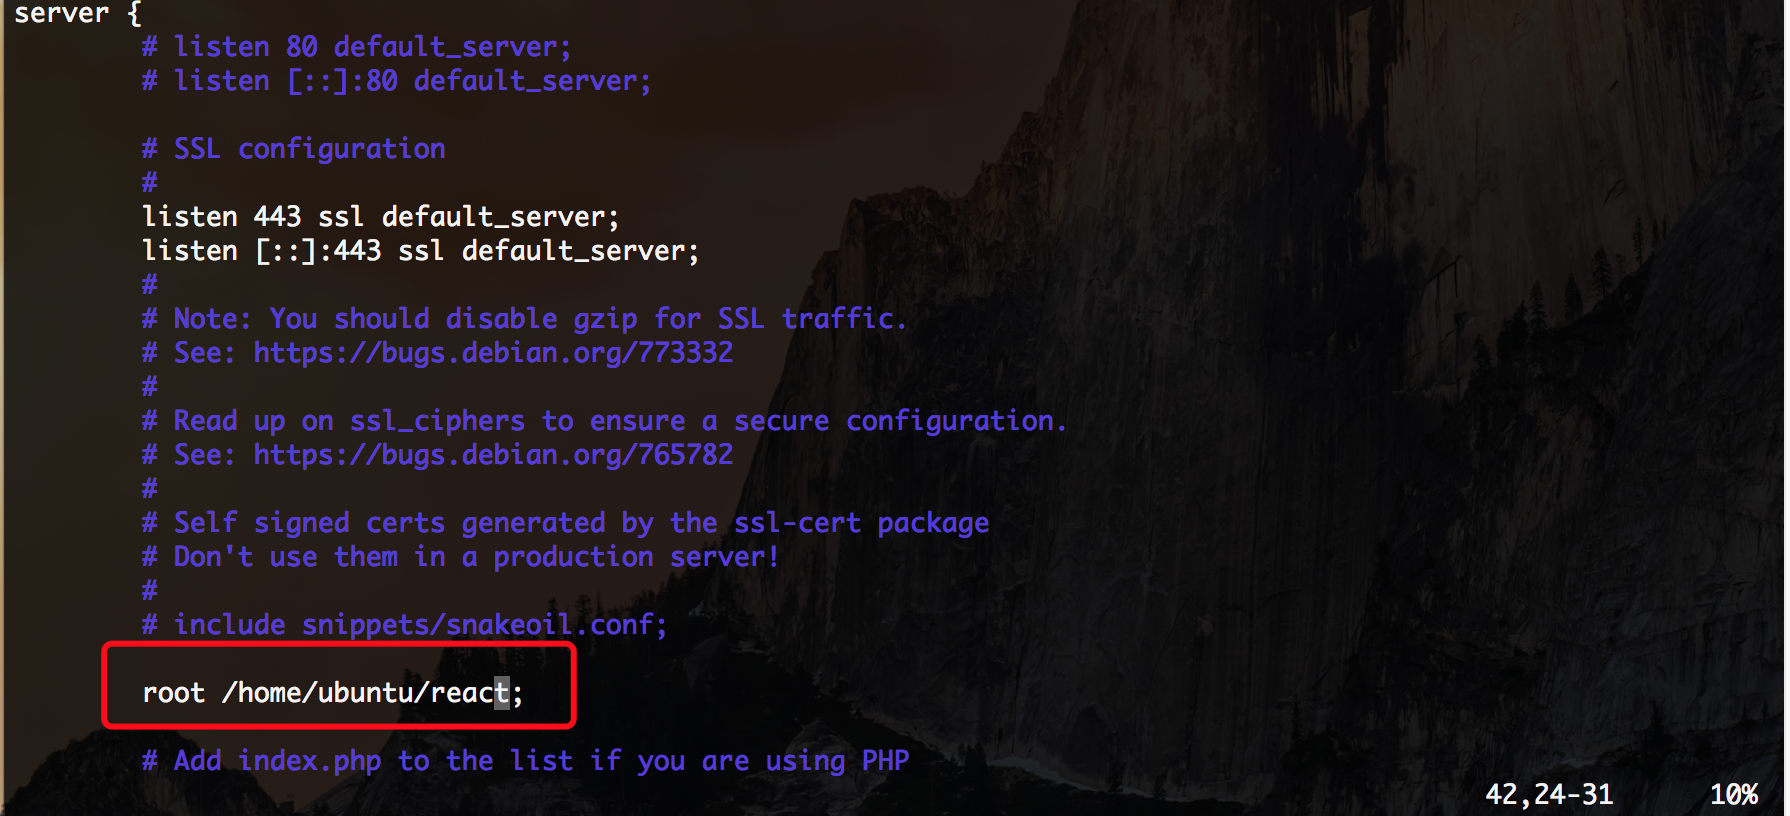 server {
# listen 80 default_server;
# listen [::]:80 default_server;
# SSL configuration
#
listen 443 ssl default_server;
listen [::]:443 ssl default_server;
#
# Note: You should disable gzip for SSL traffic.
# See: https://bugs.debian.org/773332
#
# Read up on ssl_ciphers to ensure a secure configuration.
# See: https://bugs.debian.org/765782
#
# Self signed certs generated by the ssl-cert package
# Don't use them in a production server!
#
# include snippets/snakeoil.conf;
root /home/ubuntu/react;
# Add index.php to the list if you are using PHP
42,24-31 10%